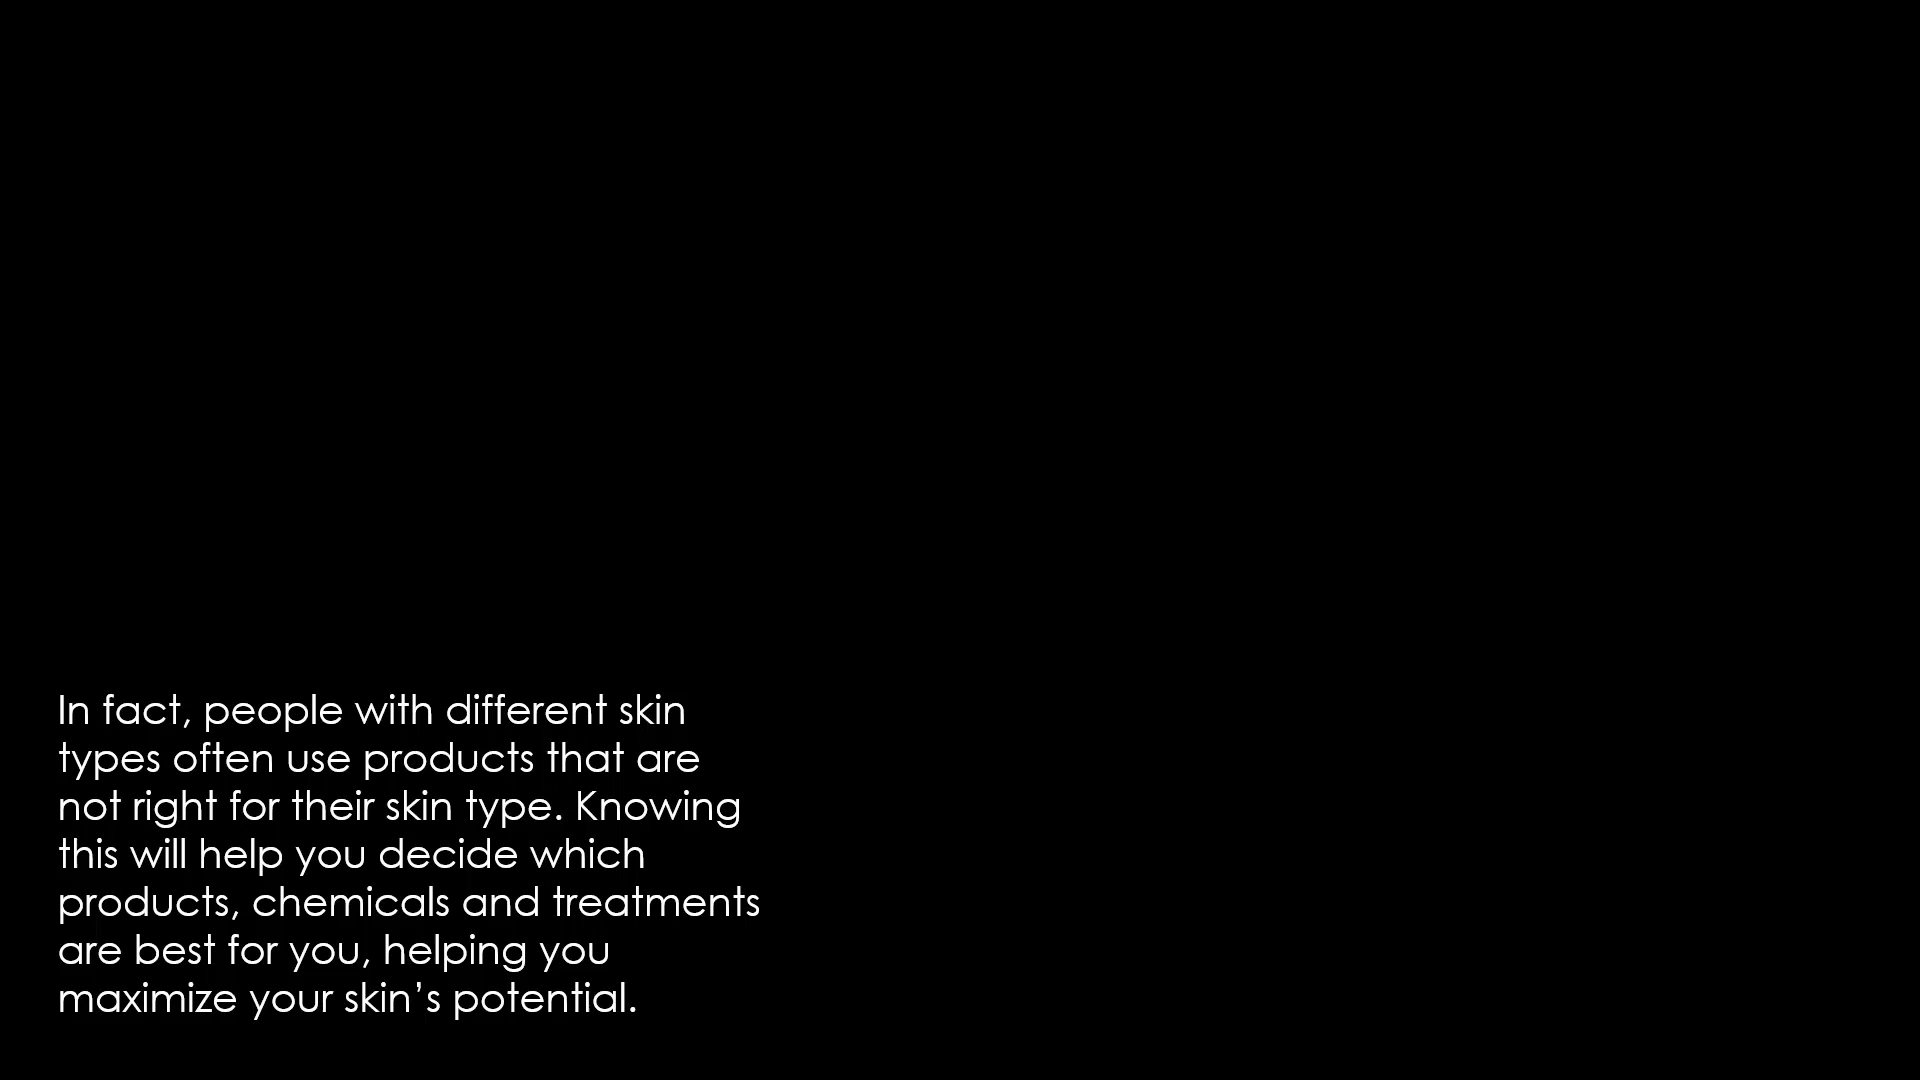 In fact, people with different skin
types often use products that are
not right for their skin type. Knowing
this will help you decide which
products, chemicals and treatments
are best for you, helping you
maximize your skin’s potential.